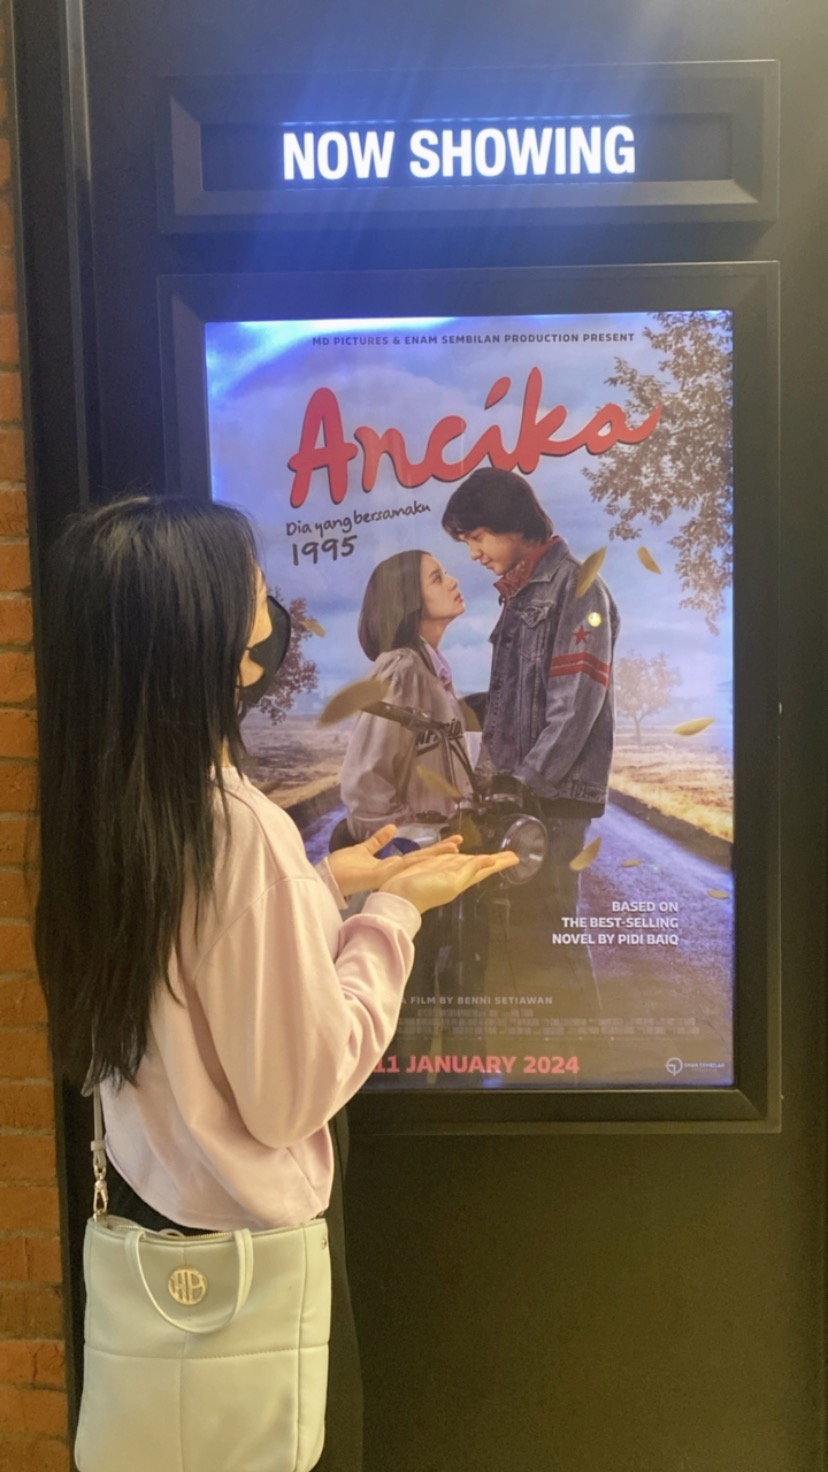 NOW SHOWING
MD PICTURES & ENAM SEMBILAN PRODUCTION PRESENT
Ancika
Dia yang bersamaku
1995
BASED ON
THE BEST-SELLING
NOVEL BY PIDI BAIQ
A FILM BY BENNI SETIAWAN
11 JANUARY 2024